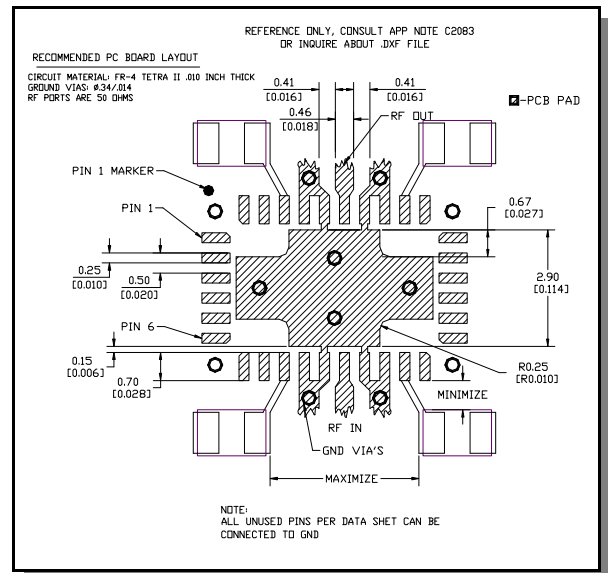 REFERENCE ONLY, CONSULT APP NOTE C2083
OR INQUIRE ABOUT .DXF FILE
RECOMMENDED PC BOARD LAYOUT
CIRCUIT MATERIAL: FR-4 TETRA II .010 INCH THICK
GROUND VIAS: ø.34/.014
RF PORTS ARE 50 OHMS
0.41
[0.016]
0.41
[0.016]
0.46
[0.018]
RF OUT
-PCB PAD
PIN 1 MARKER
PIN 1
0.67
[0.027]
0.25
[0.010]
0.50
[0.020]
2.90
[0.114]
PIN 6
0.15
[0.006]
0.70
[0.028]
R0.25
[R0.010]
MINIMIZE
RF IN
GND VIA'S
MAXIMIZE
NOTE:
ALL UNUSED PINS PER DATA SHET CAN BE
CONNECTED TO GND